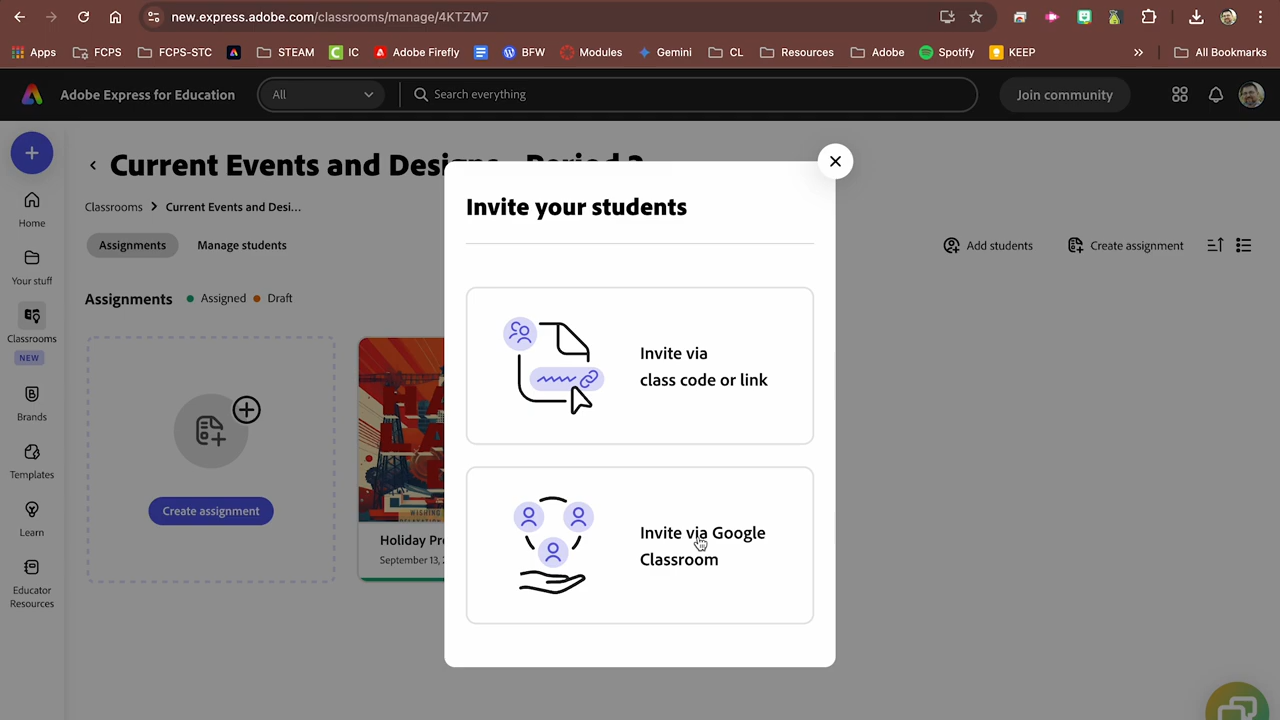 new.express.adobe.com/classrooms/manage/4KTZM7
Apps FCPS FCPS-STC STEAM IC Adobe Firefly BFW Modules Gemini CL Resources Adobe Spotify KEEP » All Bookmarks
Adobe Express for Education All Search everything Join community
Current Events and Designs - Period 2
Classrooms > Current Events and Desi...
Assignments Manage students Add students Create assignment
Assignments Assigned Draft
Create assignment
Holiday Pr
September 13, 2
Home
Your stuff
Classrooms
NEW
Brands
Templates
Learn
Educator
Resources
Invite your students
Invite via
class code or link
Invite via Google
Classroom